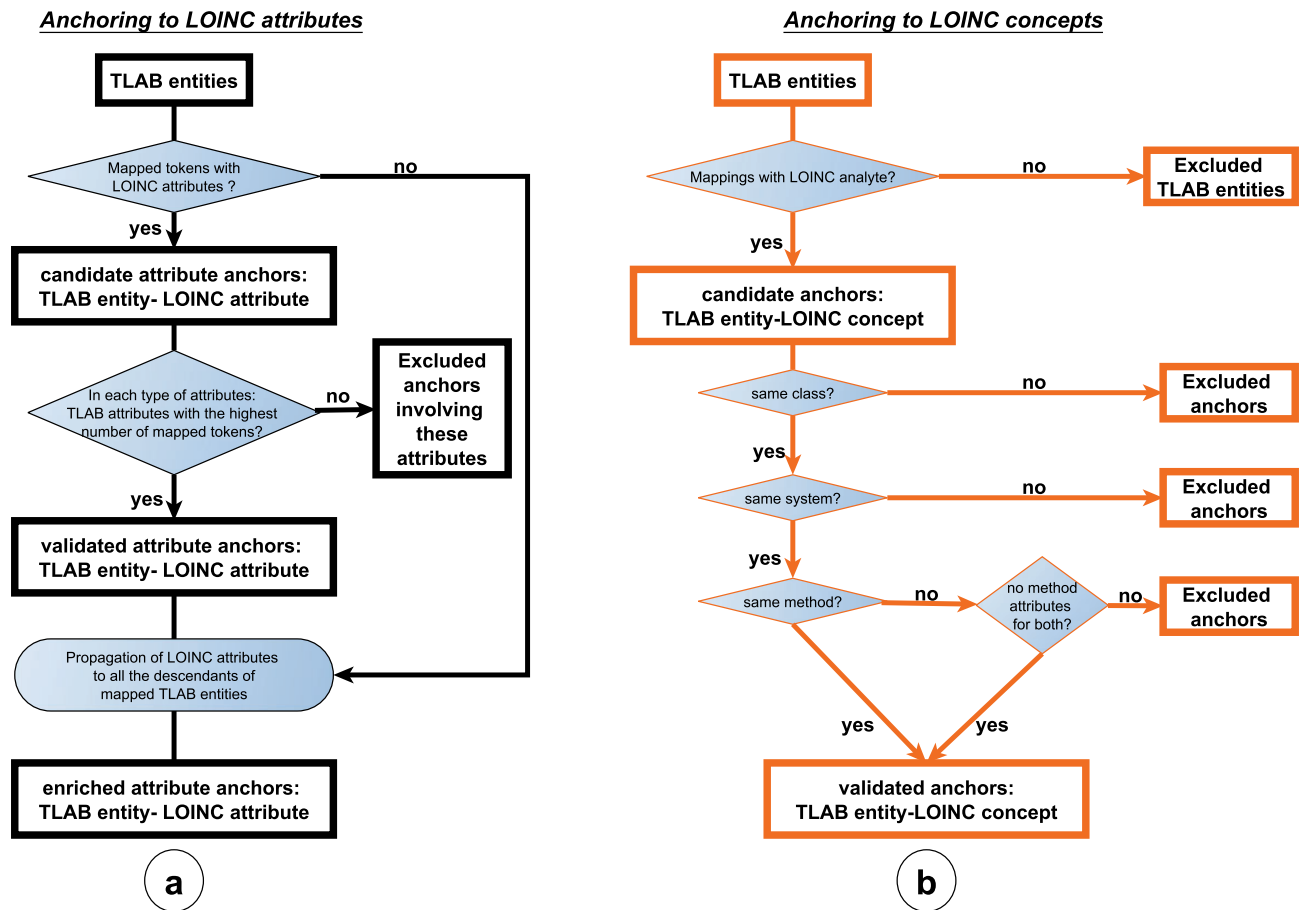 Anchoring to LOINC attributes
TLAB entities
Mapped tokens with
LOINC attributes ?
no
yes
candidate attribute anchors:
TLAB entity- LOINC attribute
In each type of attributes:
TLAB attributes with the highest
number of mapped tokens?
no
Excluded
anchors
involving
these
attributes
yes
validated attribute anchors:
TLAB entity- LOINC attribute
Propagation of LOINC attributes
to all the descendants of
mapped TLAB entities
enriched attribute anchors:
TLAB entity- LOINC attribute
a
Anchoring to LOINC concepts
TLAB entities
Mappings with LOINC analyte?
no
Excluded
TLAB entities
yes
candidate anchors:
TLAB entity-LOINC concept
same class?
no
Excluded
anchors
yes
same system?
no
Excluded
anchors
yes
same method?
no
no method
attributes
for both?
no
Excluded
anchors
yes
yes
validated anchors:
TLAB entity-LOINC concept
b